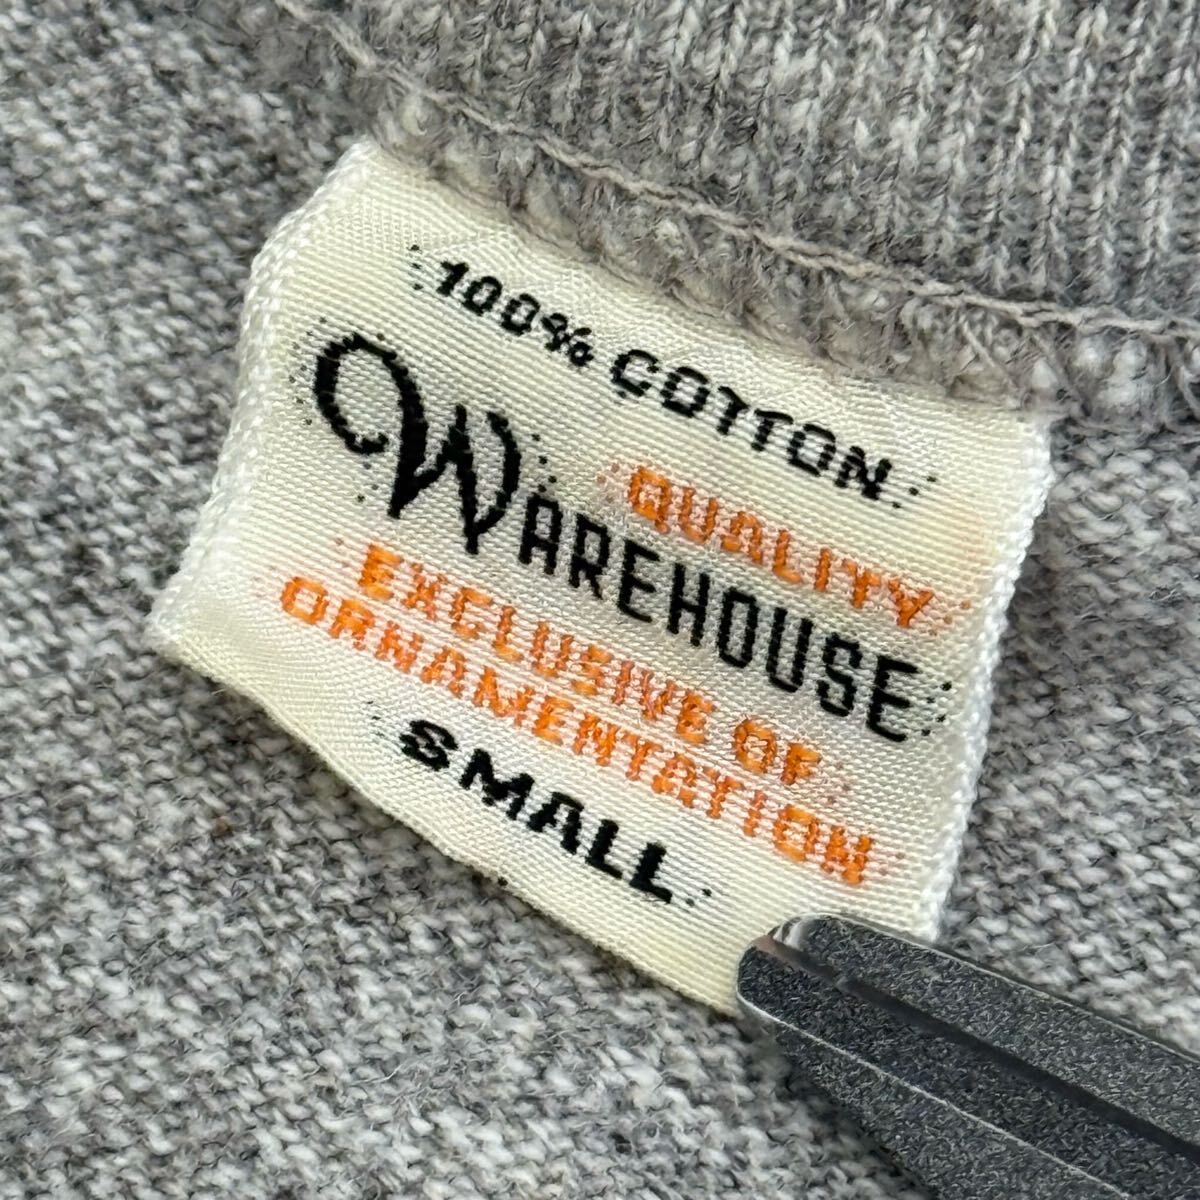 100% COTTON
QUALITY
WAREHOUSE
EXCLUSIVE OF
ORNAMENTATION
SMALL